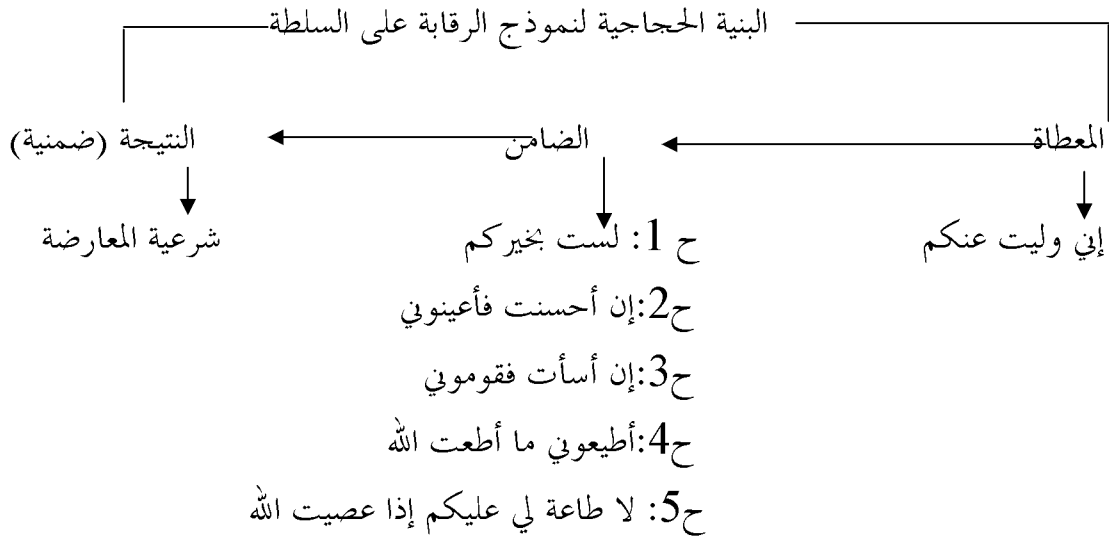 البنية الحجاجية لنموذج الرقابة على السلطة
المعطاة الضامن النتيجة (ضمنية)
إني وليت عنكم ح 1: لست بخيركم شرعية المعارضة
ح2:إن أحسنت فأعينوني
ح3:إن أسأت فقوموني
ح4:أطيعوني ما أطعت الله
ح5: لا طاعة لي عليكم إذا عصيت الله